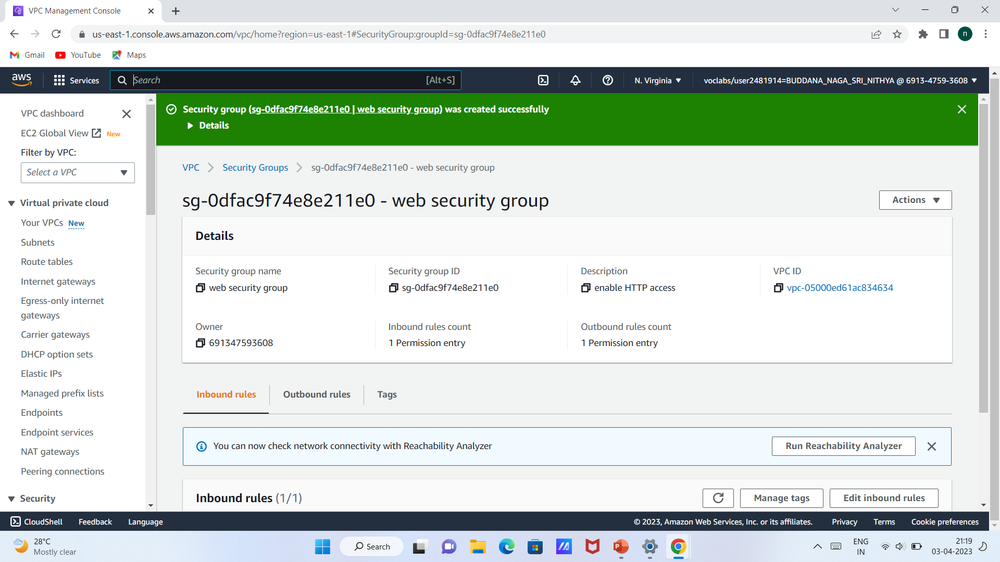 VPC Management Console
us-east-1.console.aws.amazon.com/vpc/home?region=us-east-1#SecurityGroup:groupId=sg-0dfac9f74e8e211e0
n
Gmail YouTube Maps
aws Services Search [Alt+S] N. Virginia voclabs/user2481914=BUDDANA_NAGA_SRI_NITHYA @ 6913-4759-3608
VPC dashboard
EC2 Global View New
Filter by VPC:
Select a VPC
Virtual private cloud
Your VPCs New
Subnets
Route tables
Internet gateways
Egress-only internet
gateways
Carrier gateways
DHCP option sets
Elastic IPs
Managed prefix lists
Endpoints
Endpoint services
NAT gateways
Peering connections
Security
Security group (sg-0dfac9f74e8e211e0 | web security group) was created successfully
Details
VPC Security Groups sg-0dfac9f74e8e211e0 - web security group
sg-0dfac9f74e8e211e0 - web security group
Actions
Details
Security group name Security group ID Description VPC ID
web security group sg-0dfac9f74e8e211e0 enable HTTP access vpc-05000ed61ac834634
Owner Inbound rules count Outbound rules count
691347593608 1 Permission entry 1 Permission entry
Inbound rules Outbound rules Tags
You can now check network connectivity with Reachability Analyzer Run Reachability Analyzer
Inbound rules (1/1) Manage tags Edit inbound rules
CloudShell Feedback Language © 2023, Amazon Web Services, Inc. or its affiliates. Privacy Terms Cookie preferences
28°C
Mostly clear
Search
ENG
IN
21:19
03-04-2023